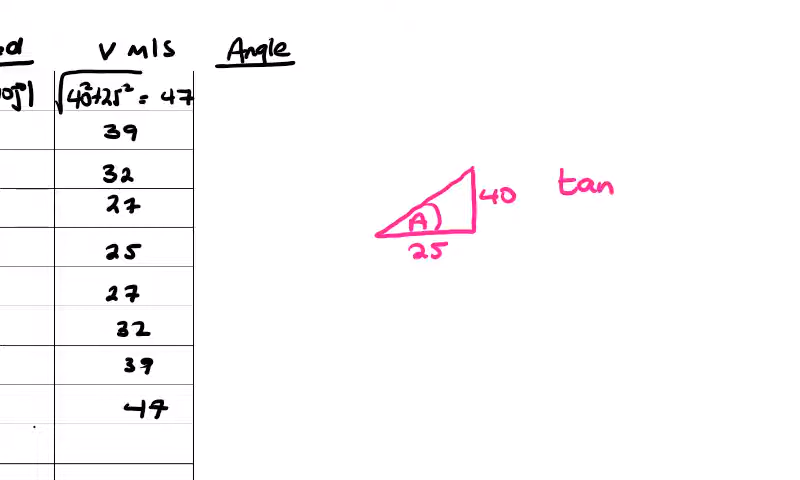 V m/s Angle
√40²+25² = 47
39
32
27
25
27
32
39
47
40 tan
A
25